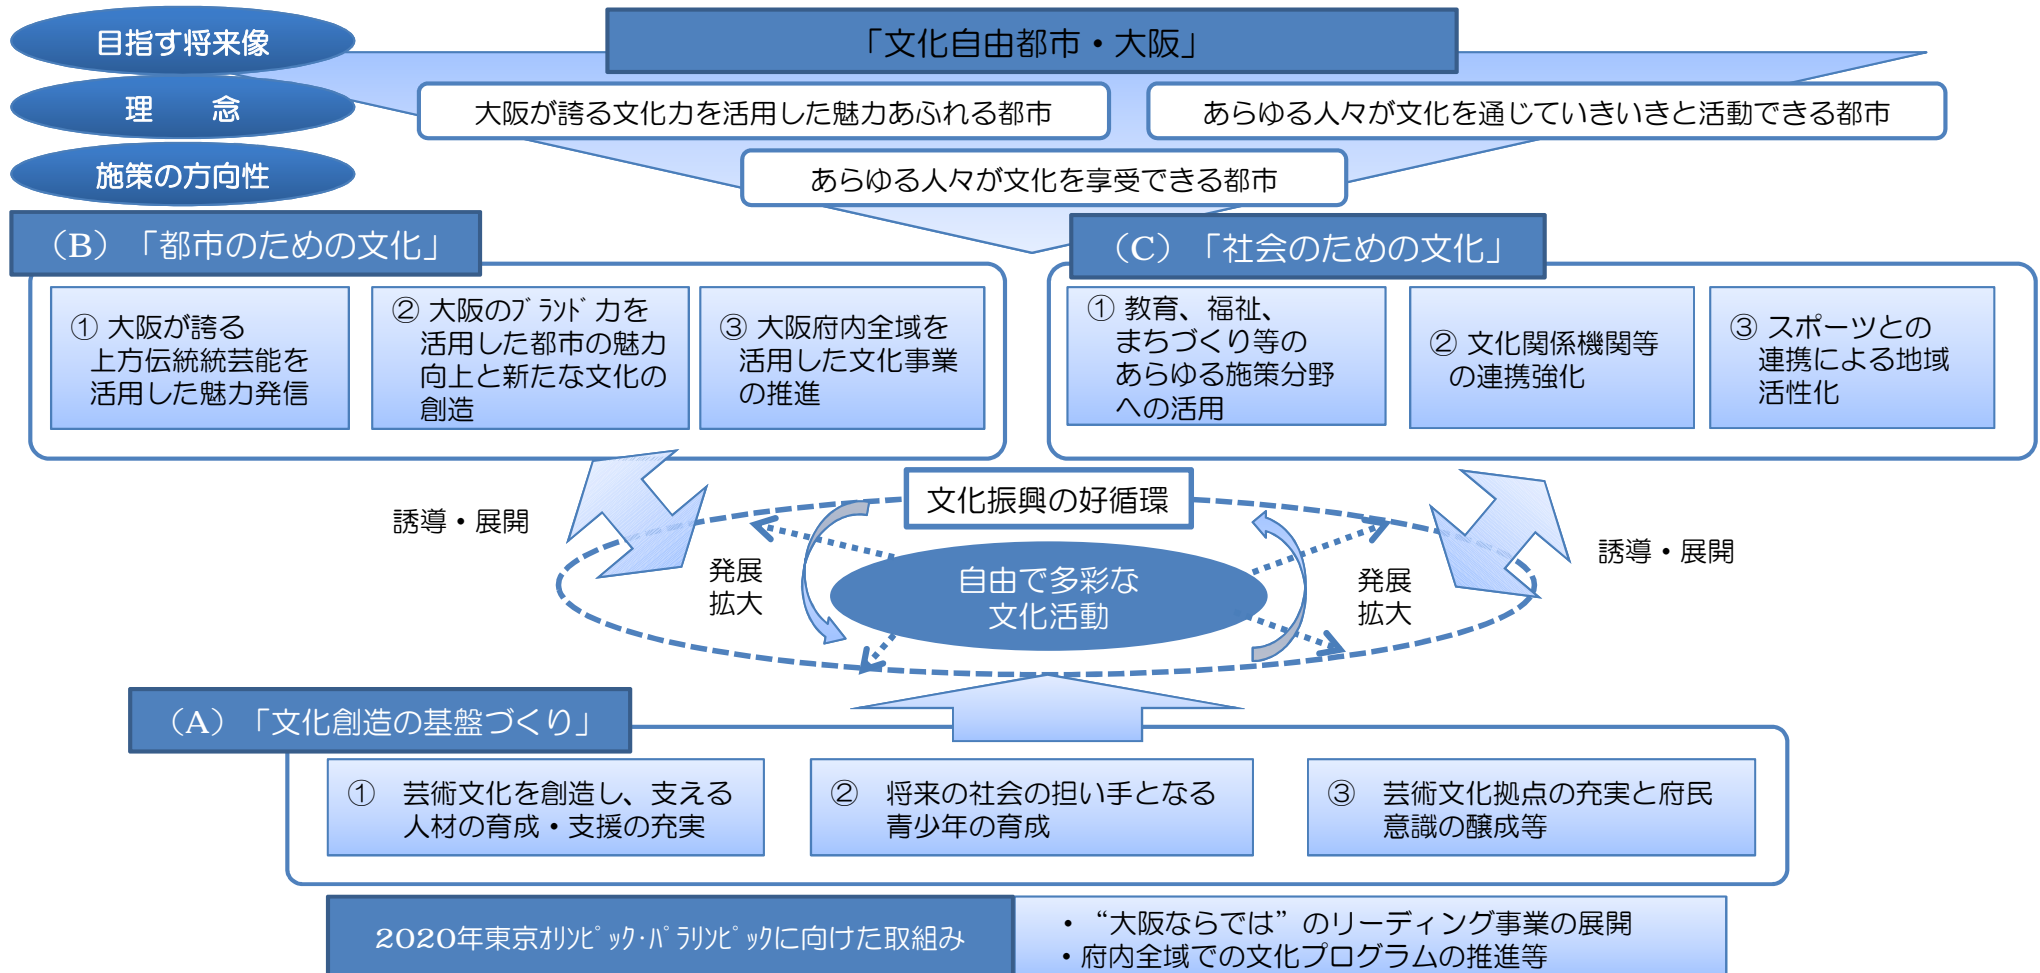 目指す将来像
「文化自由都市・大阪」
理　　念
大阪が誇る文化力を活用した魅力あふれる都市
あらゆる人々が文化を通じていきいきと活動できる都市
施策の方向性
あらゆる人々が文化を享受できる都市
（B）「都市のための文化」
① 大阪が誇る
上方伝統統芸能を
活用した魅力発信
② 大阪のﾌﾞﾗﾝﾄﾞ力を
活用した都市の魅力
向上と新たな文化の
創造
③ 大阪府内全域を
活用した文化事業
の推進
（C）「社会のための文化」
① 教育、福祉、
まちづくり等の
あらゆる施策分野
への活用
② 文化関係機関等
の連携強化
③ スポーツとの
連携による地域
活性化
文化振興の好循環
誘導・展開
誘導・展開
発展
拡大
自由で多彩な
文化活動
発展
拡大
（A）「文化創造の基盤づくり」
①　芸術文化を創造し、支える
人材の育成・支援の充実
②　将来の社会の担い手となる
青少年の育成
③　芸術文化拠点の充実と府民
意識の醸成等
2020年東京ｵﾘﾝﾋﾟｯｸ･ﾊﾟﾗﾘﾝﾋﾟｯｸに向けた取組み
・“大阪ならでは”のリーディング事業の展開
・府内全域での文化プログラムの推進等